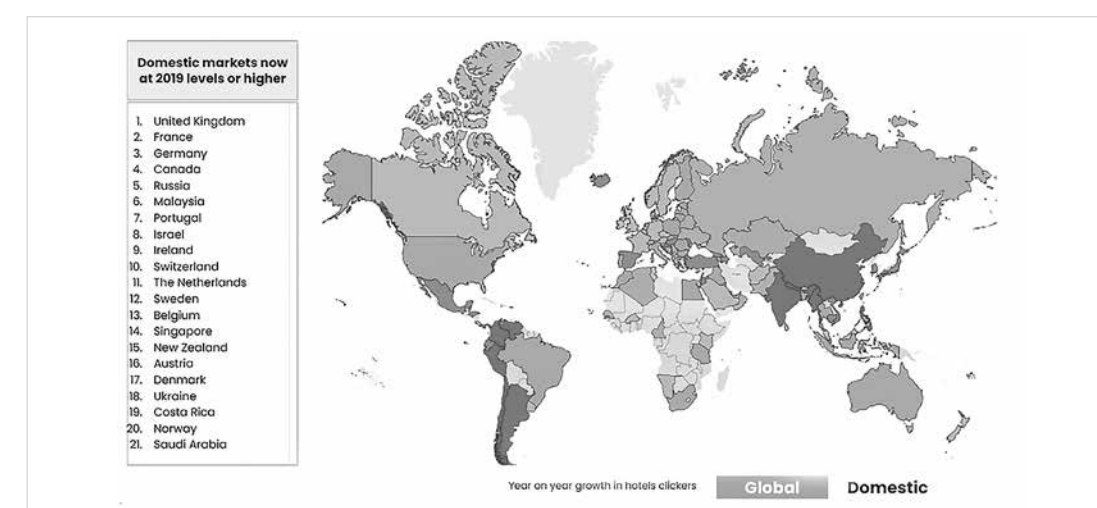 Domestic markets now
at 2019 levels or higher
1. United Kingdom
2. France
3. Germany
4. Canada
5. Russia
6. Malaysia
7. Portugal
8. Israel
9. Ireland
10. Switzerland
11. The Netherlands
12. Sweden
13. Belgium
14. Singapore
15. New Zealand
16. Austria
17. Denmark
18. Ukraine
19. Costa Rica
20. Norway
21. Saudi Arabia
Year on year growth in hotels clickers
Global
Domestic